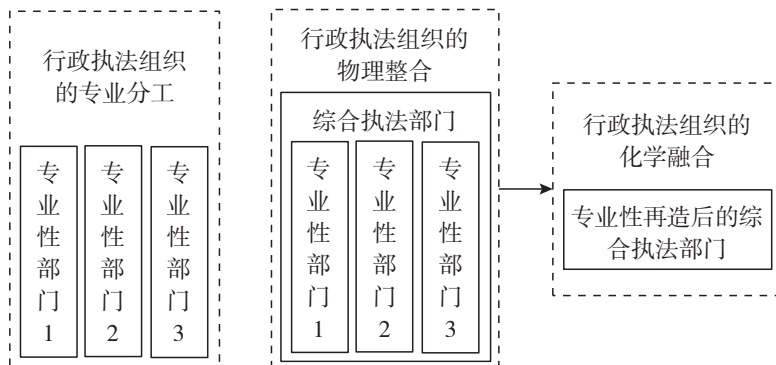 行政执法组织
的专业分工
专业性部门1
专业性部门2
专业性部门3
行政执法组织的
物理整合
综合执法部门
专业性部门1
专业性部门2
专业性部门3
行政执法组织的
化学融合
专业性再造后的综
合执法部门